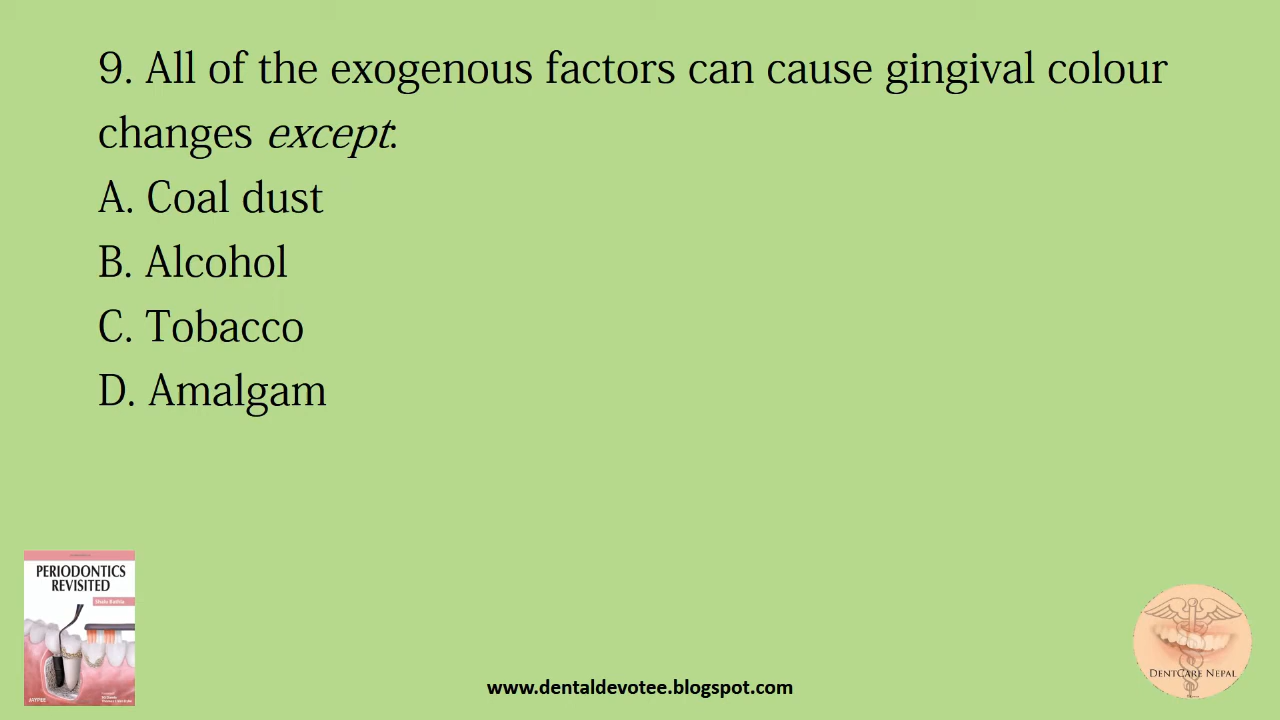 9. All of the exogenous factors can cause gingival colour
changes except:
A. Coal dust
B. Alcohol
C. Tobacco
D. Amalgam
PERIODONTICS
REVISITED
JAYPEE
DENTCARE NEPAL
www.dentaldevotee.blogspot.com